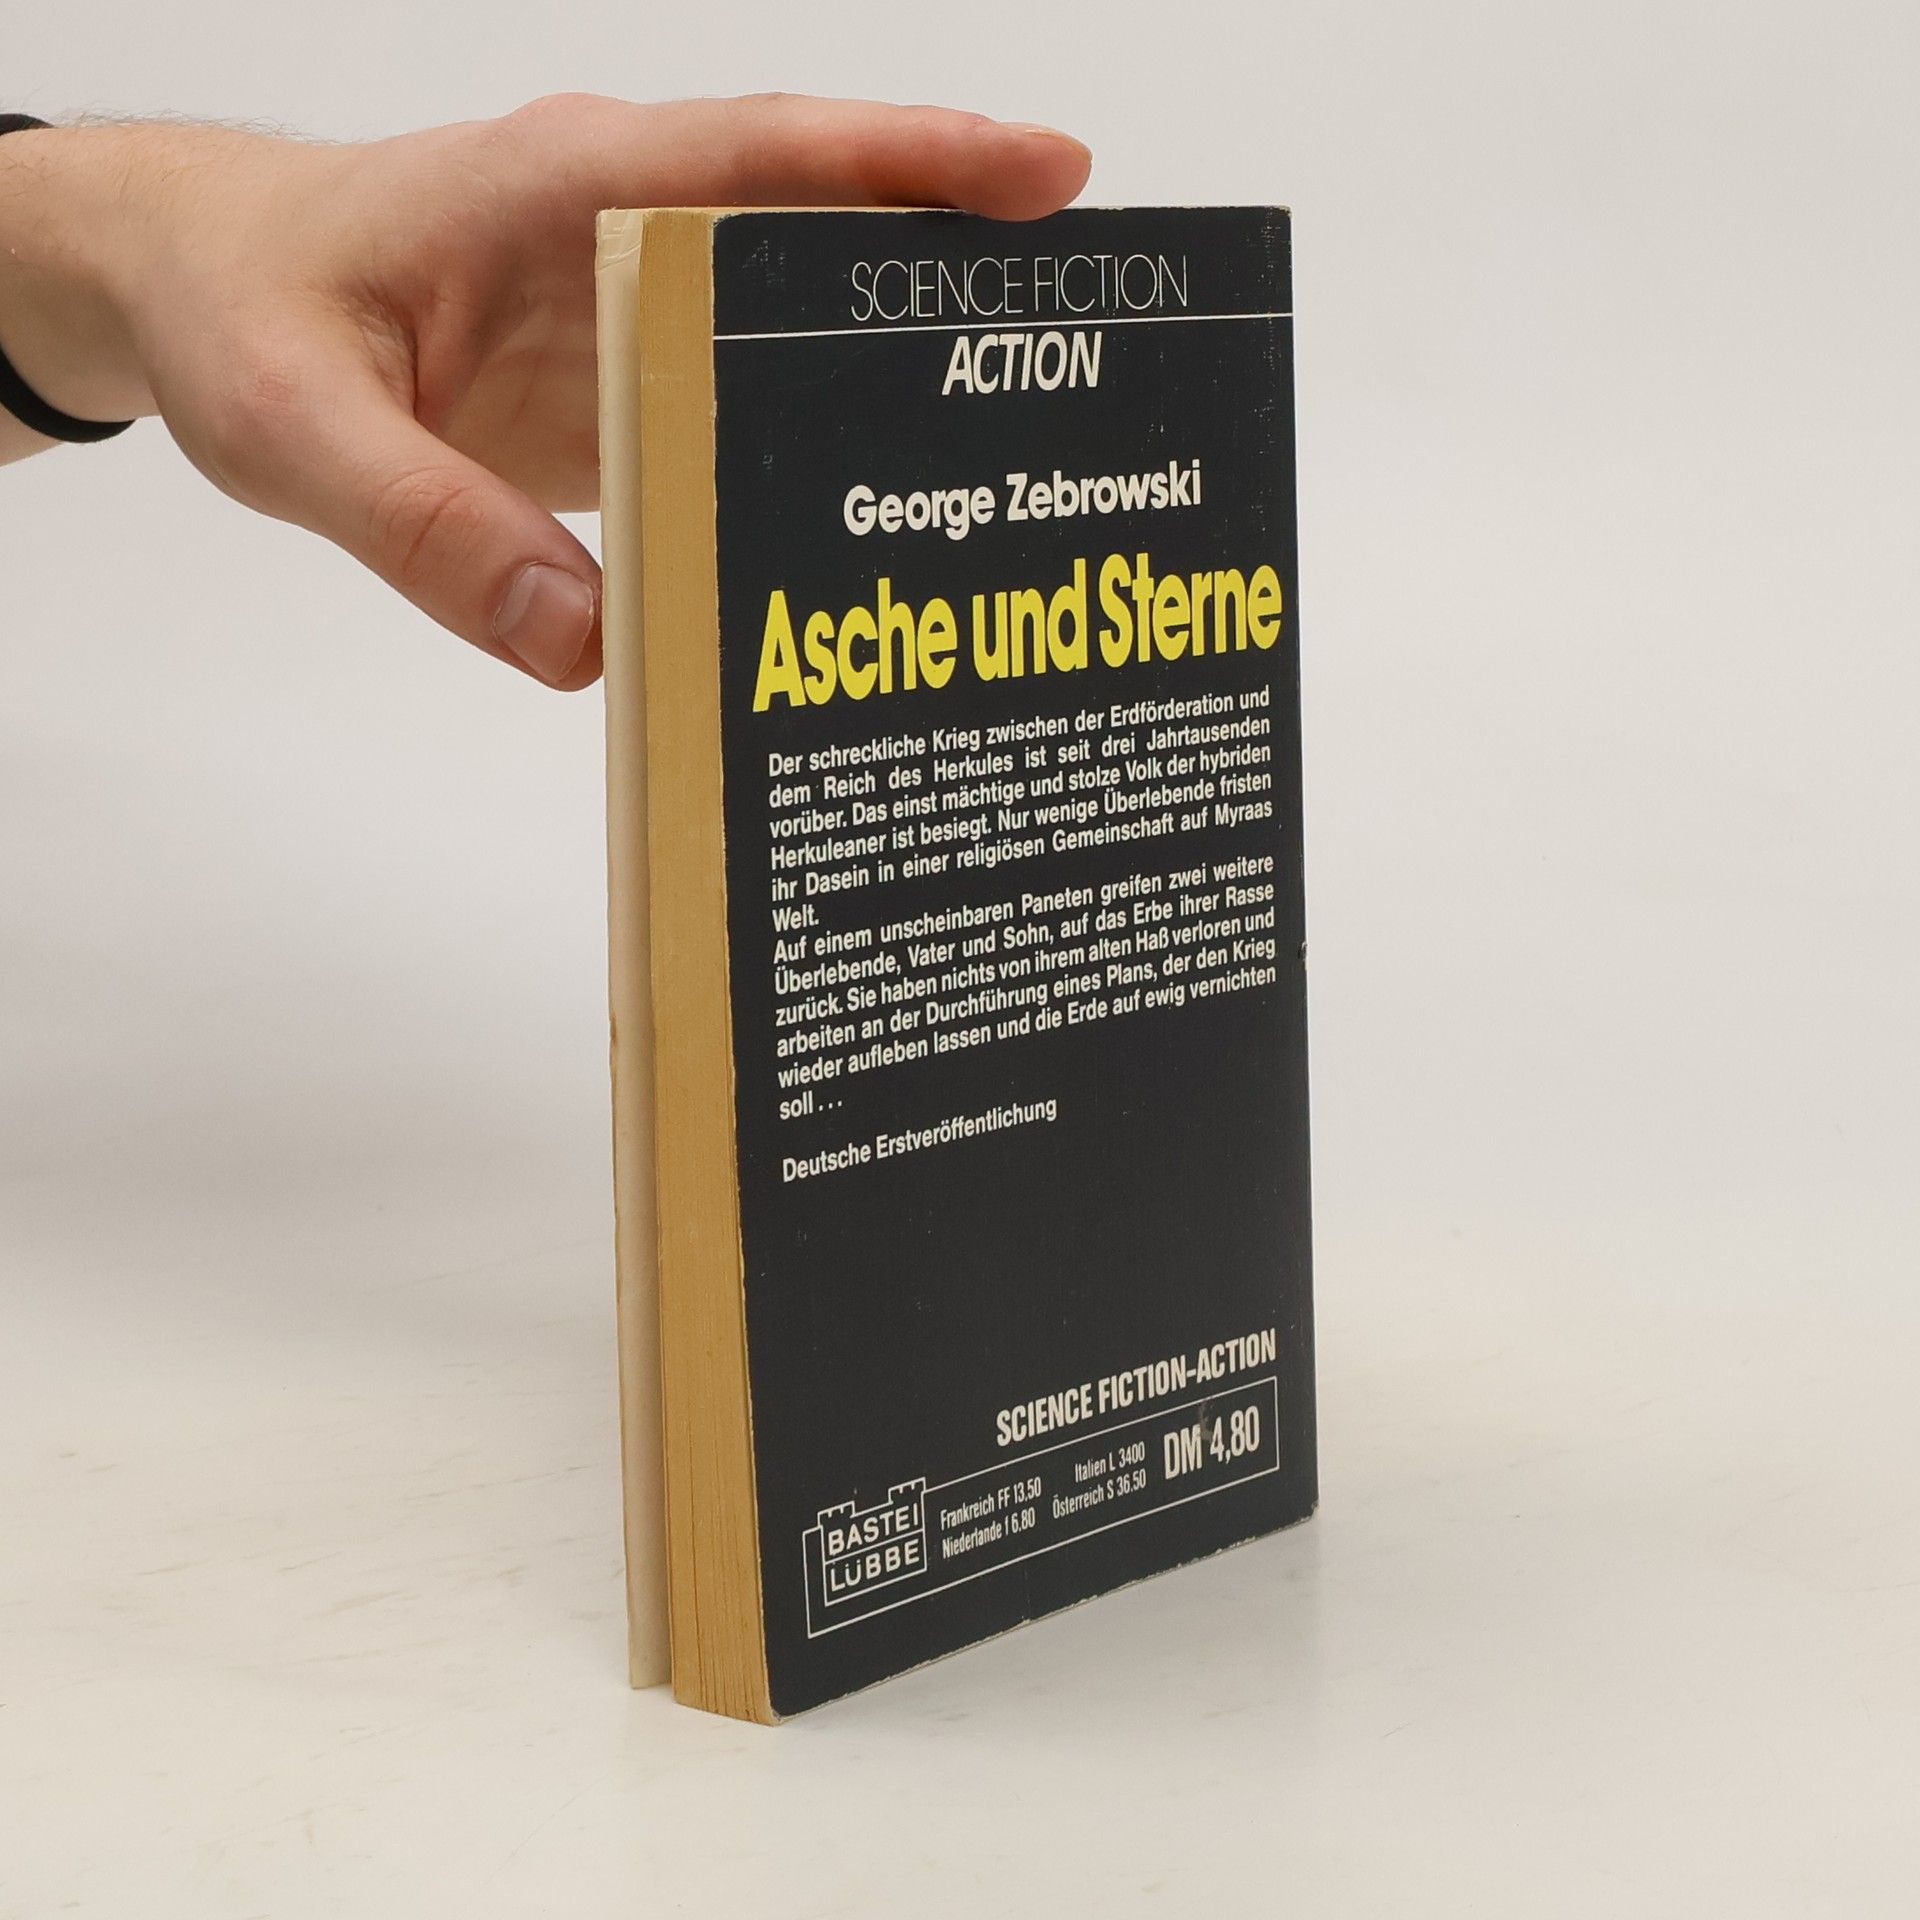 SCIENCE FICTION
ACTION
George Zebrowski
Asche und Sterne
Der schreckliche Krieg zwischen der Erdförderation und
dem Reich des Herkules ist seit drei Jahrtausenden
vorüber. Das einst mächtige und stolze Volk der hybriden
Herkuleaner ist besiegt. Nur wenige Überlebende fristen
ihr Dasein in einer religiösen Gemeinschaft auf Myraas
Welt.
Auf einem unscheinbaren Paneten greifen zwei weitere
Überlebende, Vater und Sohn, auf das Erbe ihrer Rasse
zurück. Sie haben nichts von ihrem alten Haß verloren und
arbeiten an der Durchführung eines Plans, der den Krieg
wieder aufleben lassen und die Erde auf ewig vernichten
soll...
Deutsche Erstveröffentlichung
SCIENCE FICTION-ACTION
BASTEI
LÜBBE
Frankreich FF 13,50
Niederlande f 6.80
Italien L 3400
Österreich S 36.50
DM 4,80